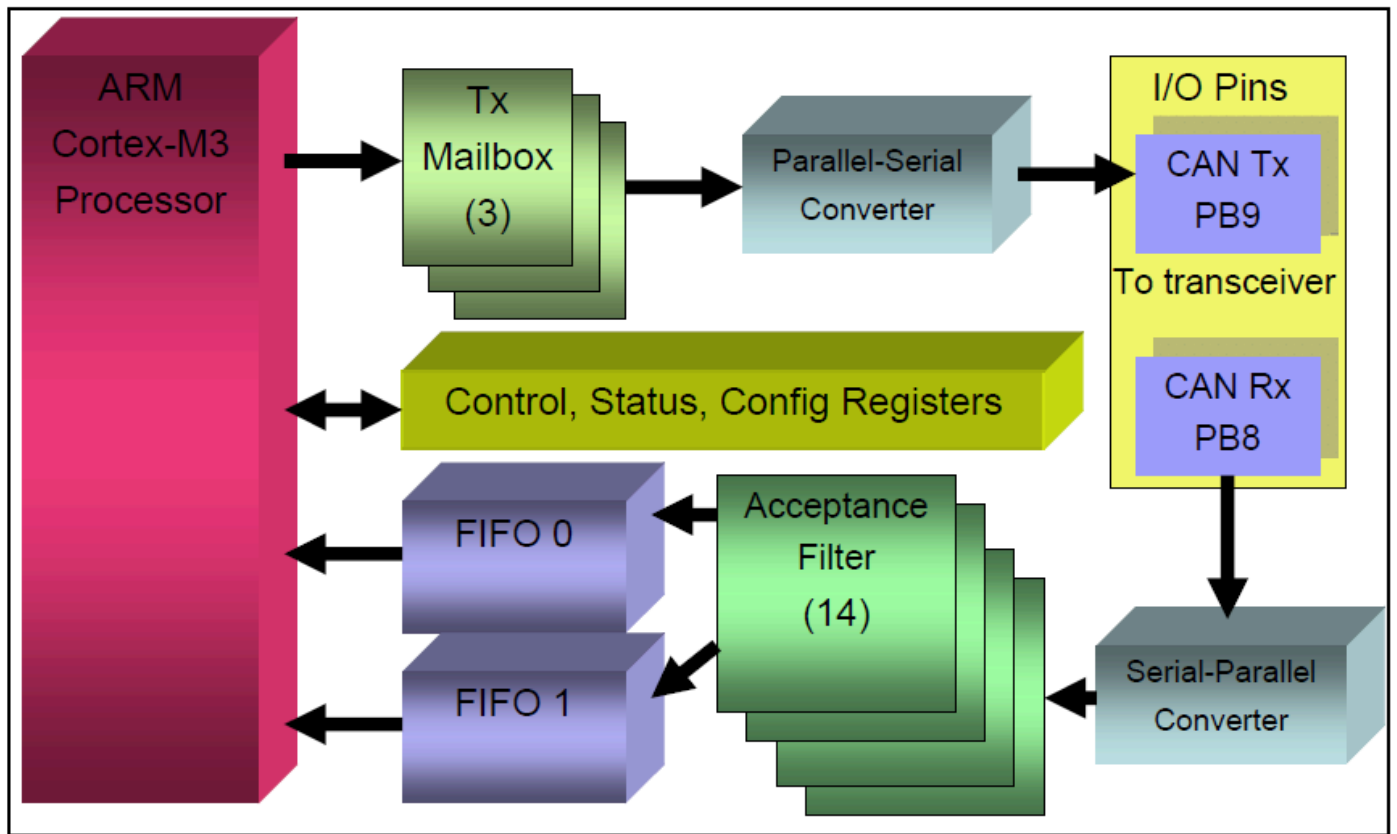 ARM
Cortex-M3
Processor
Tx
Mailbox
(3)
Parallel-Serial
Converter
I/O Pins
CAN Tx
PB9
To transceiver
CAN Rx
PB8
Control, Status, Config Registers
FIFO 0
FIFO 1
Acceptance
Filter
(14)
Serial-Parallel
Converter